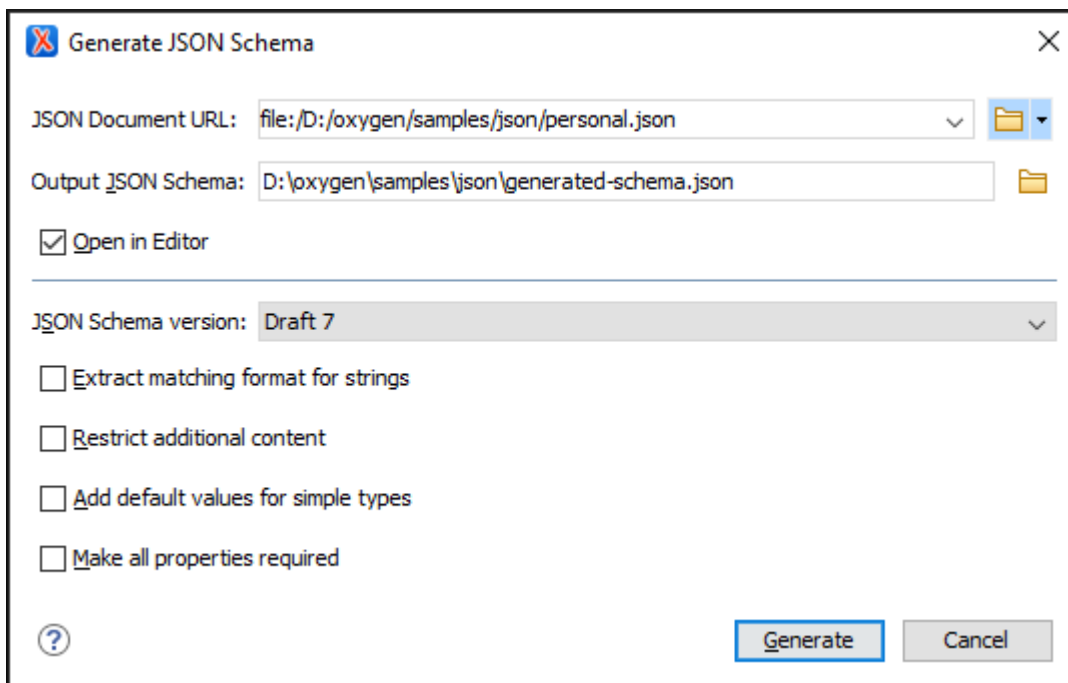 Generate JSON Schema
JSON Document URL: file:/D:/oxygen/samples/json/personal.json
Output JSON Schema: D:\oxygen\samples\json\generated-schema.json
Open in Editor
JSON Schema version: Draft 7
Extract matching format for strings
Restrict additional content
Add default values for simple types
Make all properties required
? Generate Cancel